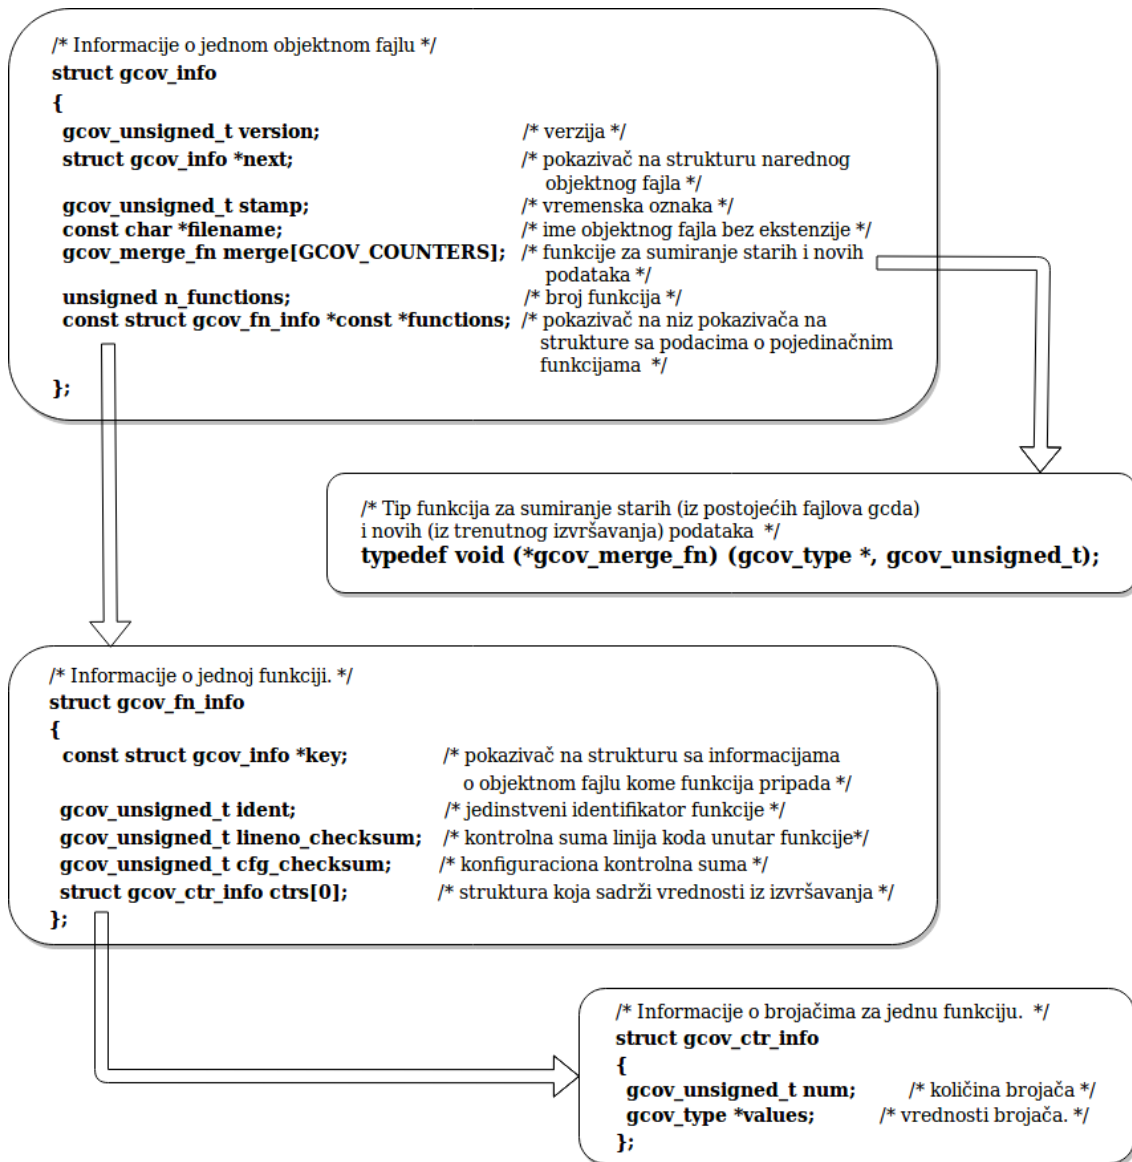 /* Informacije o jednom objektnom fajlu */
struct gcov_info
{
gcov_unsigned_t version; /* verzija */
struct gcov_info *next; /* pokazivač na strukturu narednog
objektnog fajla */
gcov_unsigned_t stamp; /* vremenska oznaka */
const char *filename; /* ime objektnog fajla bez ekstenzije */
gcov_merge_fn merge[GCOV_COUNTERS]; /* funkcije za sumiranje starih i novih
podataka */
unsigned n_functions; /* broj funkcija */
const struct gcov_fn_info *const *functions; /* pokazivač na niz pokazivača na
strukture sa podacima o pojedinačnim
funkcijama */
};
/* Tip funkcija za sumiranje starih (iz postojećih fajlova gcda)
i novih (iz trenutnog izvršavanja) podataka */
typedef void (*gcov_merge_fn) (gcov_type *, gcov_unsigned_t);
/* Informacije o jednoj funkciji. */
struct gcov_fn_info
{
const struct gcov_info *key; /* pokazivač na strukturu sa informacijama
o objektnom fajlu kome funkcija pripada */
gcov_unsigned_t ident; /* jedinstveni identifikator funkcije */
gcov_unsigned_t lineno_checksum; /* kontrolna suma linija koda unutar funkcije*/
gcov_unsigned_t cfg_checksum; /* konfiguraciona kontrolna suma */
struct gcov_ctr_info ctrs[0]; /* struktura koja sadrži vrednosti iz izvršavanja */
};
/* Informacije o brojačima za jednu funkciju. */
struct gcov_ctr_info
{
gcov_unsigned_t num; /* količina brojača */
gcov_type *values; /* vrednosti brojača. */
};